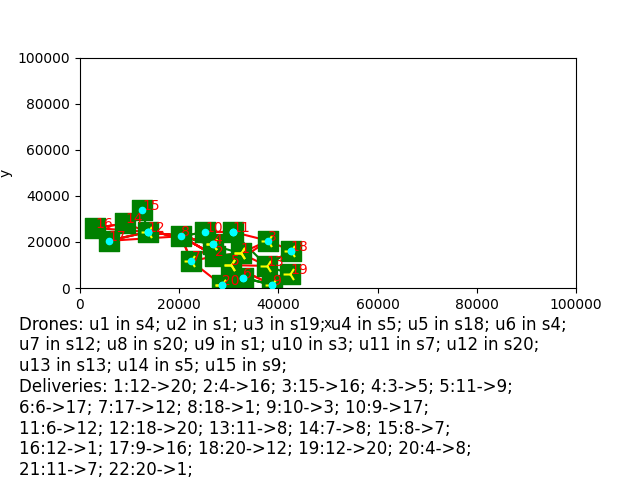 100000
80000
60000
40000
20000
0
y
0 20000 40000 60000 80000 100000
x
Drones: u1 in s4; u2 in s1; u3 in s19; u4 in s5; u5 in s18; u6 in s4;
u7 in s12; u8 in s20; u9 in s1; u10 in s3; u11 in s7; u12 in s20;
u13 in s13; u14 in s5; u15 in s9;
Deliveries: 1:12->20; 2:4->16; 3:15->16; 4:3->5; 5:11->9;
6:6->17; 7:17->12; 8:18->1; 9:10->3; 10:9->17;
11:6->12; 12:18->20; 13:11->8; 14:7->8; 15:8->7;
16:12->1; 17:9->16; 18:20->12; 19:12->20; 20:4->8;
21:11->7; 22:20->1;